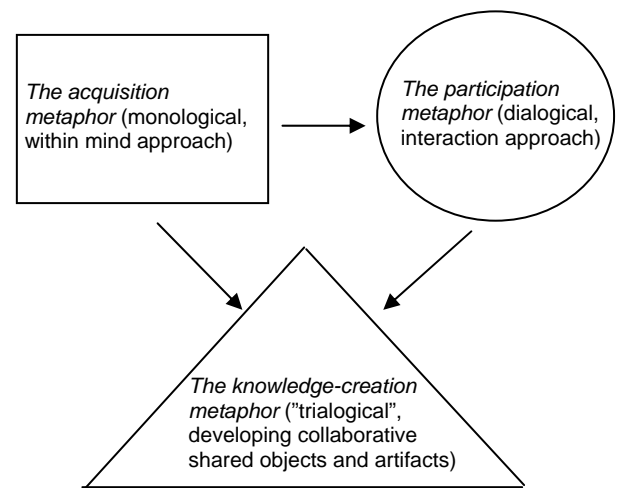 The acquisition
metaphor (monological,
within mind approach)
The participation
metaphor (dialogical,
interaction approach)
The knowledge-creation
metaphor (”trialogical”,
developing collaborative
shared objects and artifacts)